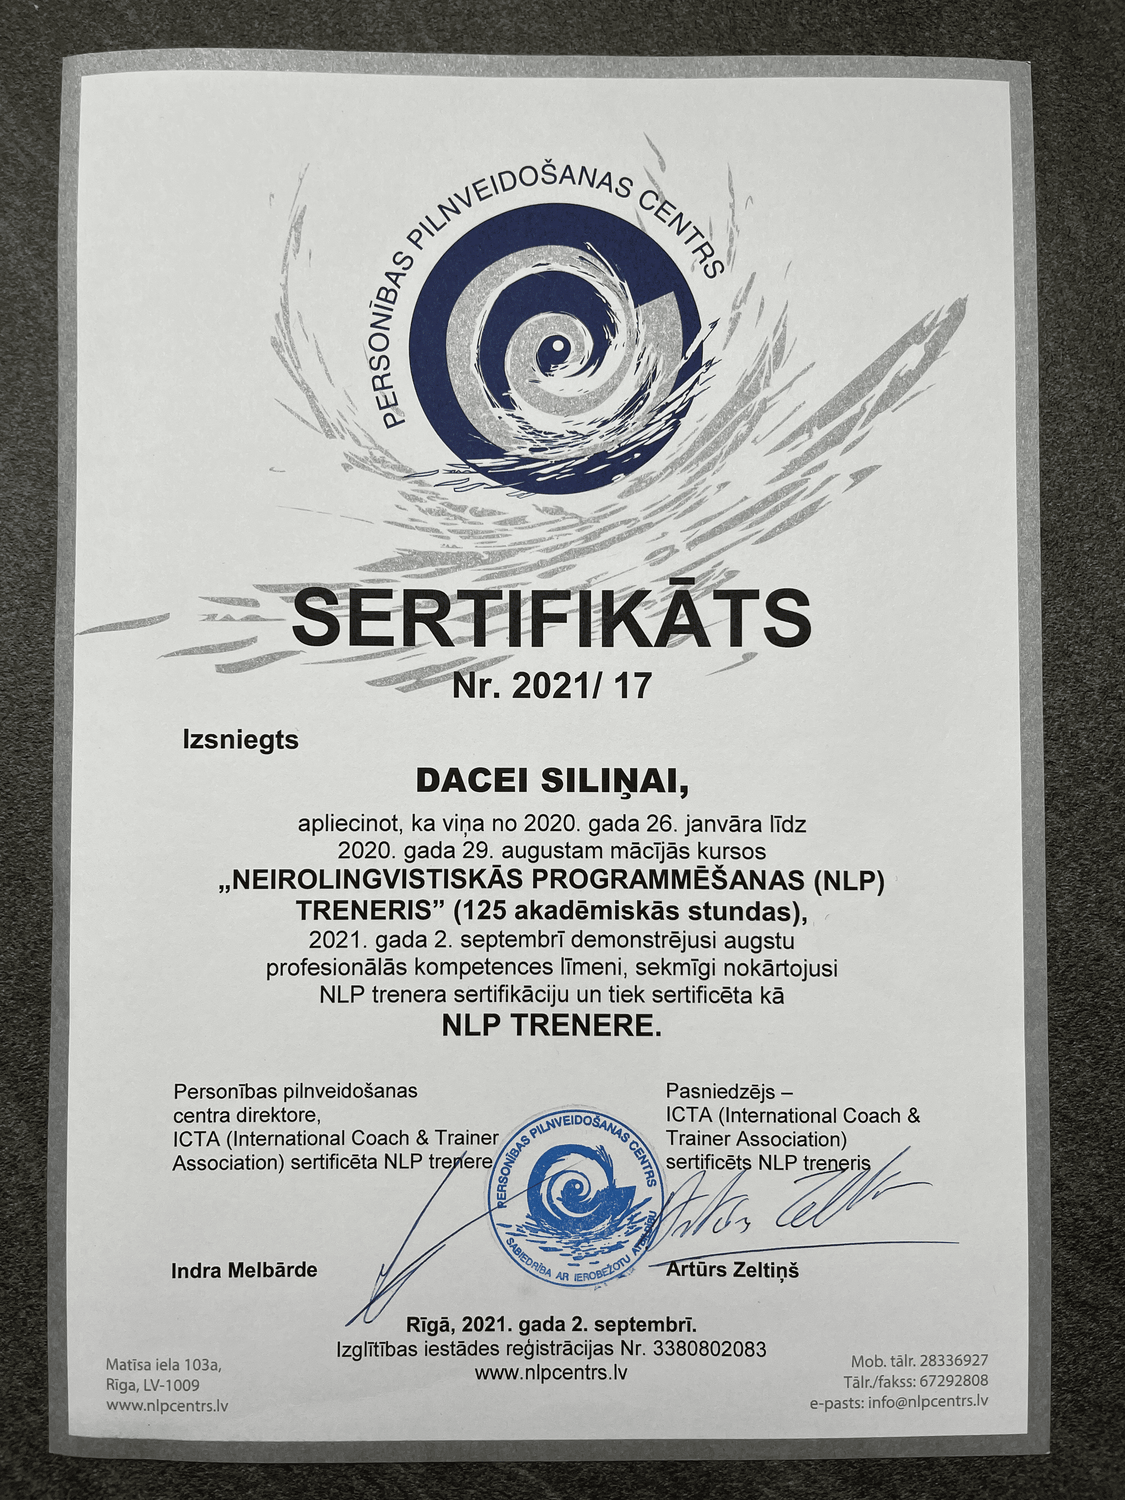 PERSONĪBAS PILNVEIDOŠANAS CENTRS
SERTIFIKĀTS
Nr. 2021/ 17
Izsniegts
DACEI SILIŅAI,
apliecinot, ka viņa no 2020. gada 26. janvāra līdz
2020. gada 29. augustam mācījās kursos
„NEIROLINGVISTISKĀS PROGRAMMĒŠANAS (NLP)
TRENERIS” (125 akadēmiskās stundas),
2021. gada 2. septembrī demonstrējusi augstu
profesionālās kompetences līmeni, sekmīgi nokārtojusi
NLP trenera sertifikāciju un tiek sertificēta kā
NLP TRENERE.
Personības pilnveidošanas
centra direktore,
ICTA (International Coach & Trainer
Association) sertificēta NLP trenere
Indra Melbārde
PERSONĪBAS PILNVEIDOŠANAS CENTRS
SABIEDRĪBA AR IEROBEŽOTU ATBILDĪBU
Pasniedzējs –
ICTA (International Coach &
Trainer Association)
sertificēts NLP treneris
Artūrs Zeltiņš
Artūrs Zeltiņš
Rīgā, 2021. gada 2. septembrī.
Izglītības iestādes reģistrācijas Nr. 3380802083
www.nlpcentrs.lv
Matīsa iela 103a,
Rīga, LV-1009
www.nlpcentrs.lv
Mob. tālr. 28336927
Tālr./fakss: 67292808
e-pasts: info@nlpcentrs.lv